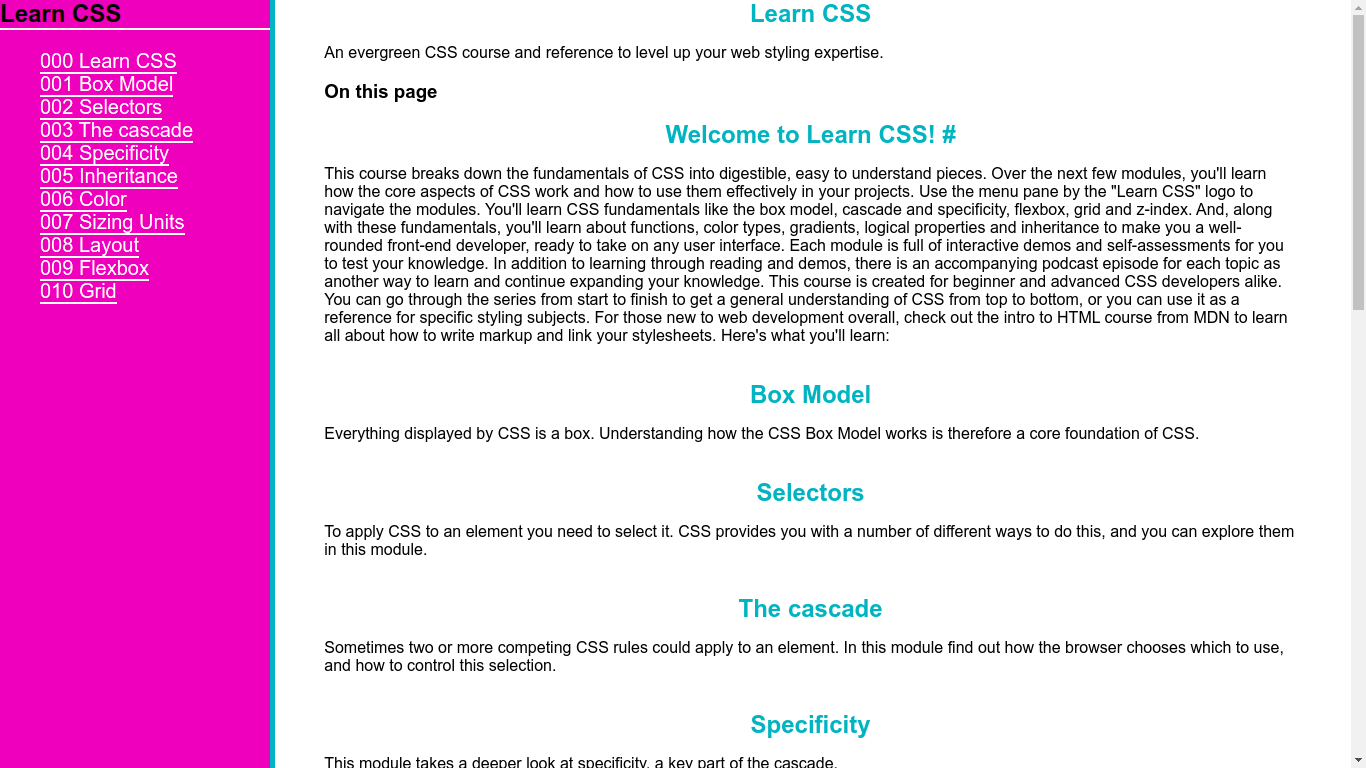 Learn CSS
000 Learn CSS
001 Box Model
002 Selectors
003 The cascade
004 Specificity
005 Inheritance
006 Color
007 Sizing Units
008 Layout
009 Flexbox
010 Grid
Learn CSS
An evergreen CSS course and reference to level up your web styling expertise.
On this page
Welcome to Learn CSS! #
This course breaks down the fundamentals of CSS into digestible, easy to understand pieces. Over the next few modules, you'll learn
how the core aspects of CSS work and how to use them effectively in your projects. Use the menu pane by the "Learn CSS" logo to
navigate the modules. You'll learn CSS fundamentals like the box model, cascade and specificity, flexbox, grid and z-index. And, along
with these fundamentals, you'll learn about functions, color types, gradients, logical properties and inheritance to make you a well-
rounded front-end developer, ready to take on any user interface. Each module is full of interactive demos and self-assessments for you
to test your knowledge. In addition to learning through reading and demos, there is an accompanying podcast episode for each topic as
another way to learn and continue expanding your knowledge. This course is created for beginner and advanced CSS developers alike.
You can go through the series from start to finish to get a general understanding of CSS from top to bottom, or you can use it as a
reference for specific styling subjects. For those new to web development overall, check out the intro to HTML course from MDN to learn
all about how to write markup and link your stylesheets. Here's what you'll learn:
Box Model
Everything displayed by CSS is a box. Understanding how the CSS Box Model works is therefore a core foundation of CSS.
Selectors
To apply CSS to an element you need to select it. CSS provides you with a number of different ways to do this, and you can explore them
in this module.
The cascade
Sometimes two or more competing CSS rules could apply to an element. In this module find out how the browser chooses which to use,
and how to control this selection.
Specificity
This module takes a deeper look at specificity, a key part of the cascade.